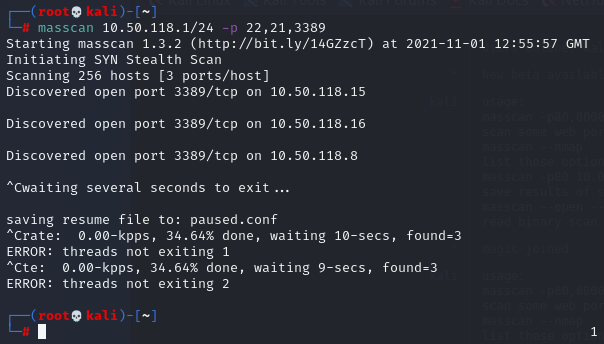 ┌──(root💀kali)-[~]
└─# masscan 10.50.118.1/24 -p 22,21,3389
Starting masscan 1.3.2 (http://bit.ly/14GZzcT) at 2021-11-01 12:55:57 GMT
Initiating SYN Stealth Scan
Scanning 256 hosts [3 ports/host]
Discovered open port 3389/tcp on 10.50.118.15
Discovered open port 3389/tcp on 10.50.118.16
Discovered open port 3389/tcp on 10.50.118.8
^Cwaiting several seconds to exit...
saving resume file to: paused.conf
^Crate:  0.00-kpps, 34.64% done, waiting 10-secs, found=3
ERROR: threads not exiting 1
^Cte:  0.00-kpps, 34.64% done, waiting 9-secs, found=3
ERROR: threads not exiting 2
┌──(root💀kali)-[~]
└─#
1